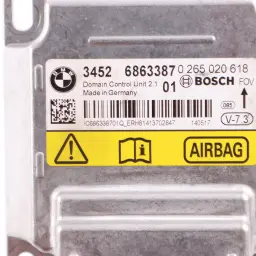 3452 6863387 0 265 020 618
Domain Control Unit 2.1 01 BOSCH FOV
Made in Germany
V-7.3
140517
AIRBAG